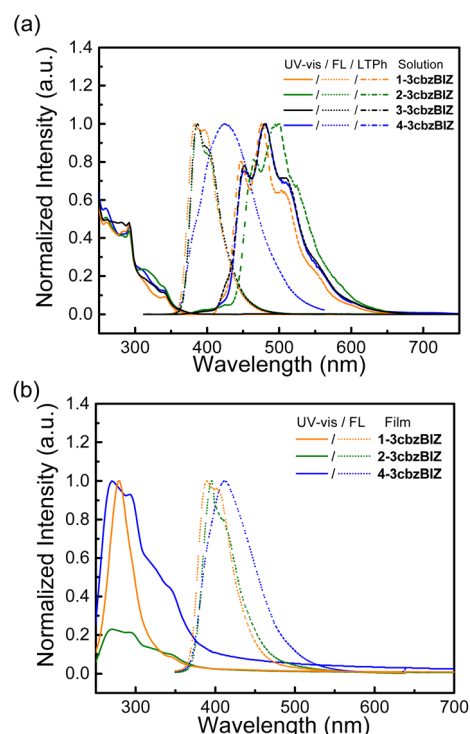 (a)
Normalized Intensity (a.u.)
1.4
1.2
1.0
0.8
0.6
0.4
0.2
0.0
UV-vis / FL / LTPh Solution
/ / 1-3cbzBIZ
/ / 2-3cbzBIZ
/ / 3-3cbzBIZ
/ / 4-3cbzBIZ
300 400 500 600 700
Wavelength (nm)
(b)
Normalized Intensity (a.u.)
1.4
1.2
1.0
0.8
0.6
0.4
0.2
0.0
UV-vis / FL Film
/ 1-3cbzBIZ
/ 2-3cbzBIZ
/ 4-3cbzBIZ
300 400 500 600 700
Wavelength (nm)